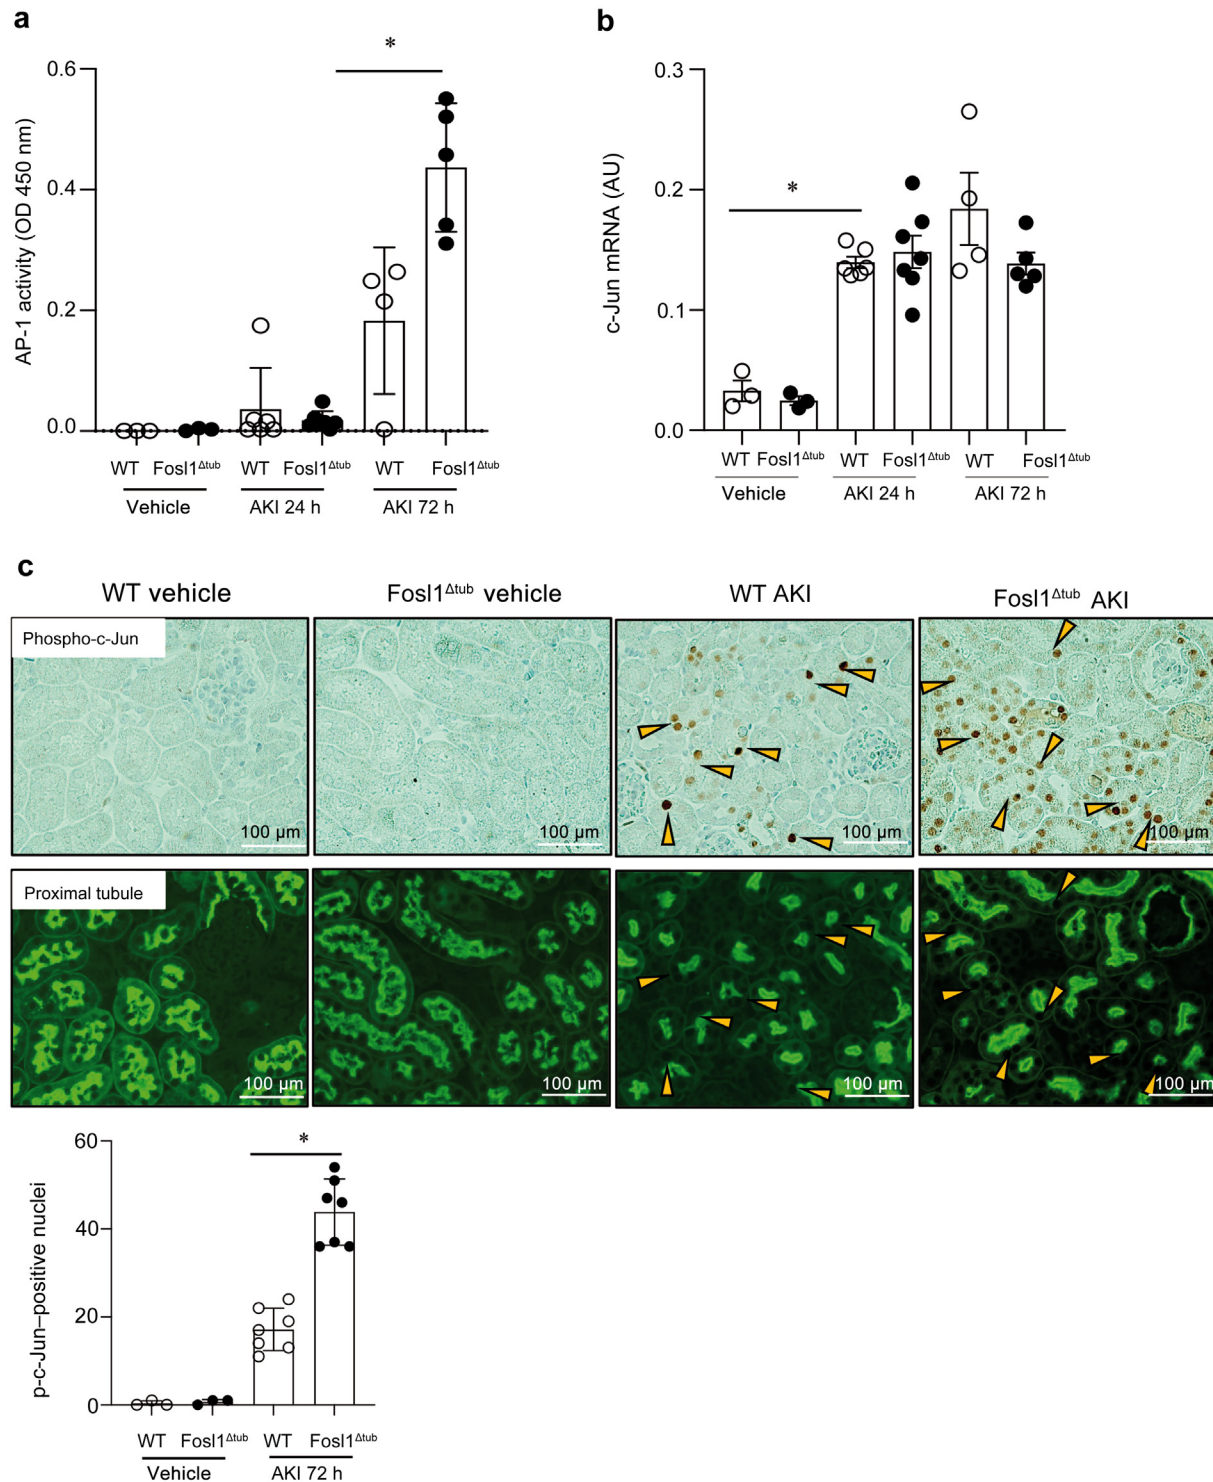 a
*
0.6
0.4
0.2
0.0
AP-1 activity (OD 450 nm)
WT Fosl1Δtub WT Fosl1Δtub WT Fosl1Δtub
Vehicle AKI 24 h AKI 72 h
b
*
0.3
0.2
0.1
0.0
c-Jun mRNA (AU)
WT Fosl1Δtub WT Fosl1Δtub WT Fosl1Δtub
Vehicle AKI 24 h AKI 72 h
c
WT vehicle Fosl1Δtub vehicle WT AKI Fosl1Δtub AKI
Phospho-c-Jun
100 µm 100 µm 100 µm 100 µm
Proximal tubule
100 µm 100 µm 100 µm 100 µm
*
60
40
20
0
p-c-Jun–positive nuclei
WT Fosl1Δtub WT Fosl1Δtub
Vehicle AKI 72 h